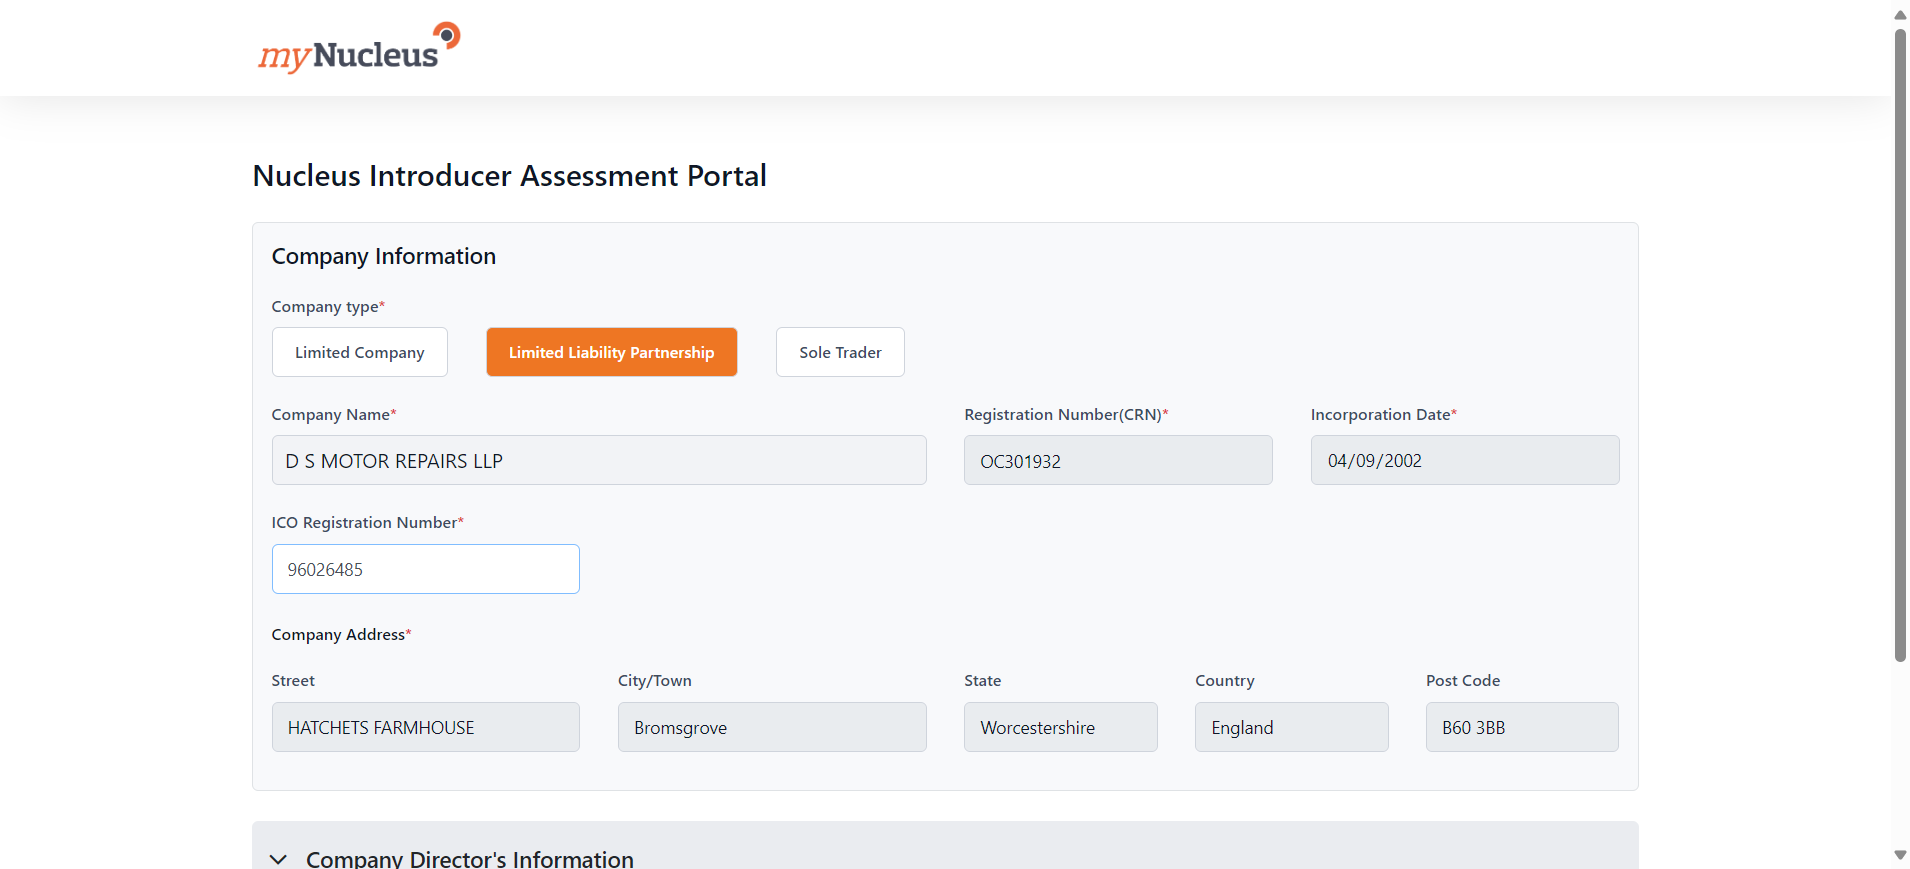 myNucleus
Nucleus Introducer Assessment Portal
Company Information
Company type*
Limited Company
Limited Liability Partnership
Sole Trader
Company Name*
Registration Number(CRN)*
Incorporation Date*
D S MOTOR REPAIRS LLP
OC301932
04/09/2002
ICO Registration Number*
96026485
Company Address*
Street
City/Town
State
Country
Post Code
HATCHETS FARMHOUSE
Bromsgrove
Worcestershire
England
B60 3BB
Company Director's Information